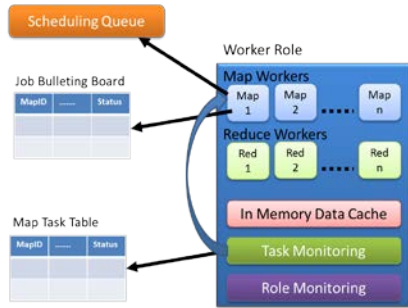 Scheduling Queue
Worker Role
Job Bulleting Board
MapID ....... Status
Map Workers
Map 1
Map 2
Map n
Reduce Workers
Red 1
Red 2
Red n
In Memory Data Cache
Map Task Table
MapID ....... Status
Task Monitoring
Role Monitoring